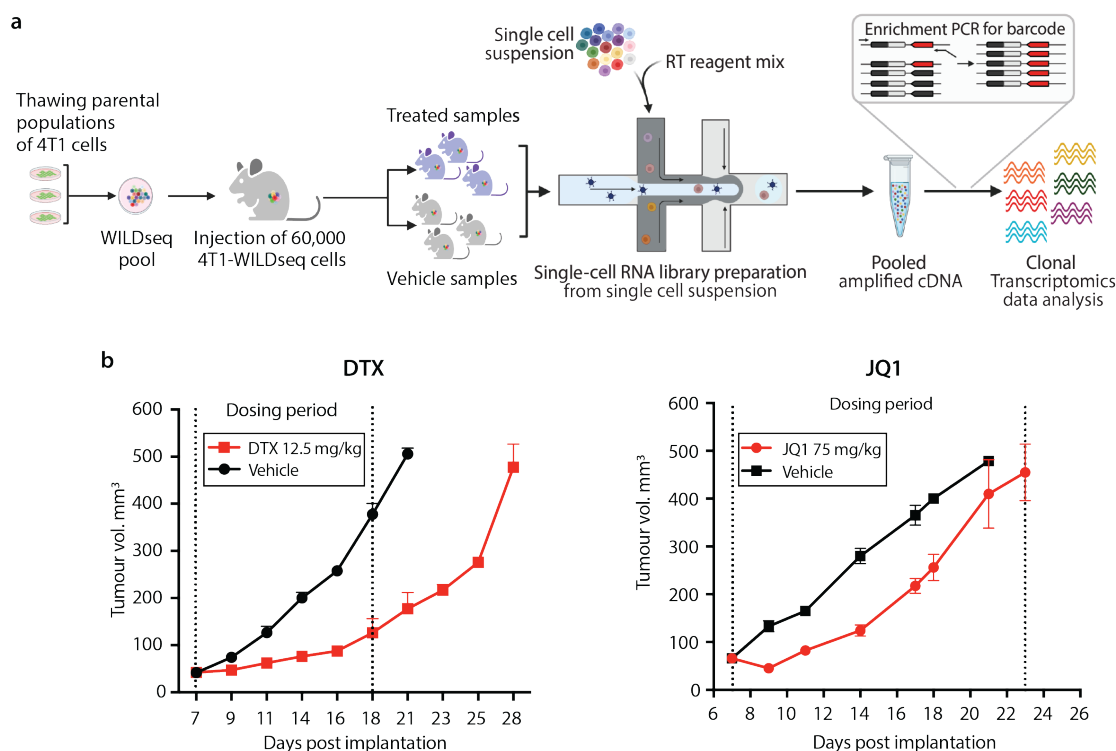 a
Thawing parental
populations
of 4T1 cells
WILDseq
pool
Injection of 60,000
4T1-WILDseq cells
Treated samples
Vehicle samples
Single cell
suspension
RT reagent mix
Single-cell RNA library preparation
from single cell suspension
Enrichment PCR for barcode
Pooled
amplified cDNA
Clonal
Transcriptomics
data analysis
b
DTX
Dosing period
DTX 12.5 mg/kg
Vehicle
Tumour vol. mm³
600
500
400
300
200
100
0
7 9 11 14 16 18 21 23 25 28
Days post implantation
JQ1
Dosing period
JQ1 75 mg/kg
Vehicle
Tumour vol. mm³
600
500
400
300
200
100
0
6 8 10 12 14 16 18 20 22 24 26
Days post implantation